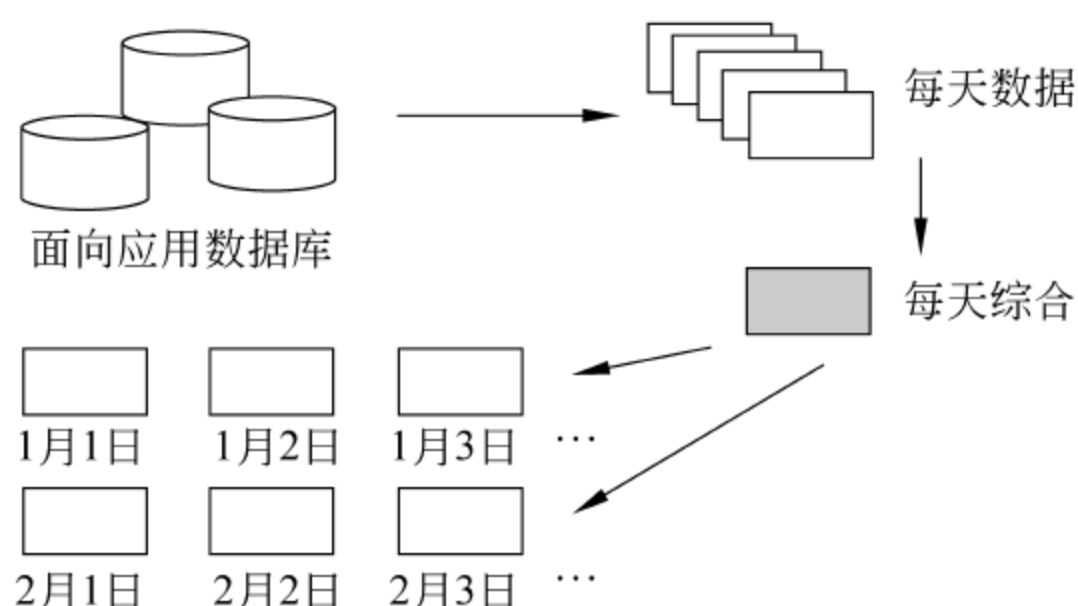 每天数据
面向应用数据库
每天综合
1月1日 1月2日 1月3日 …
2月1日 2月2日 2月3日 …